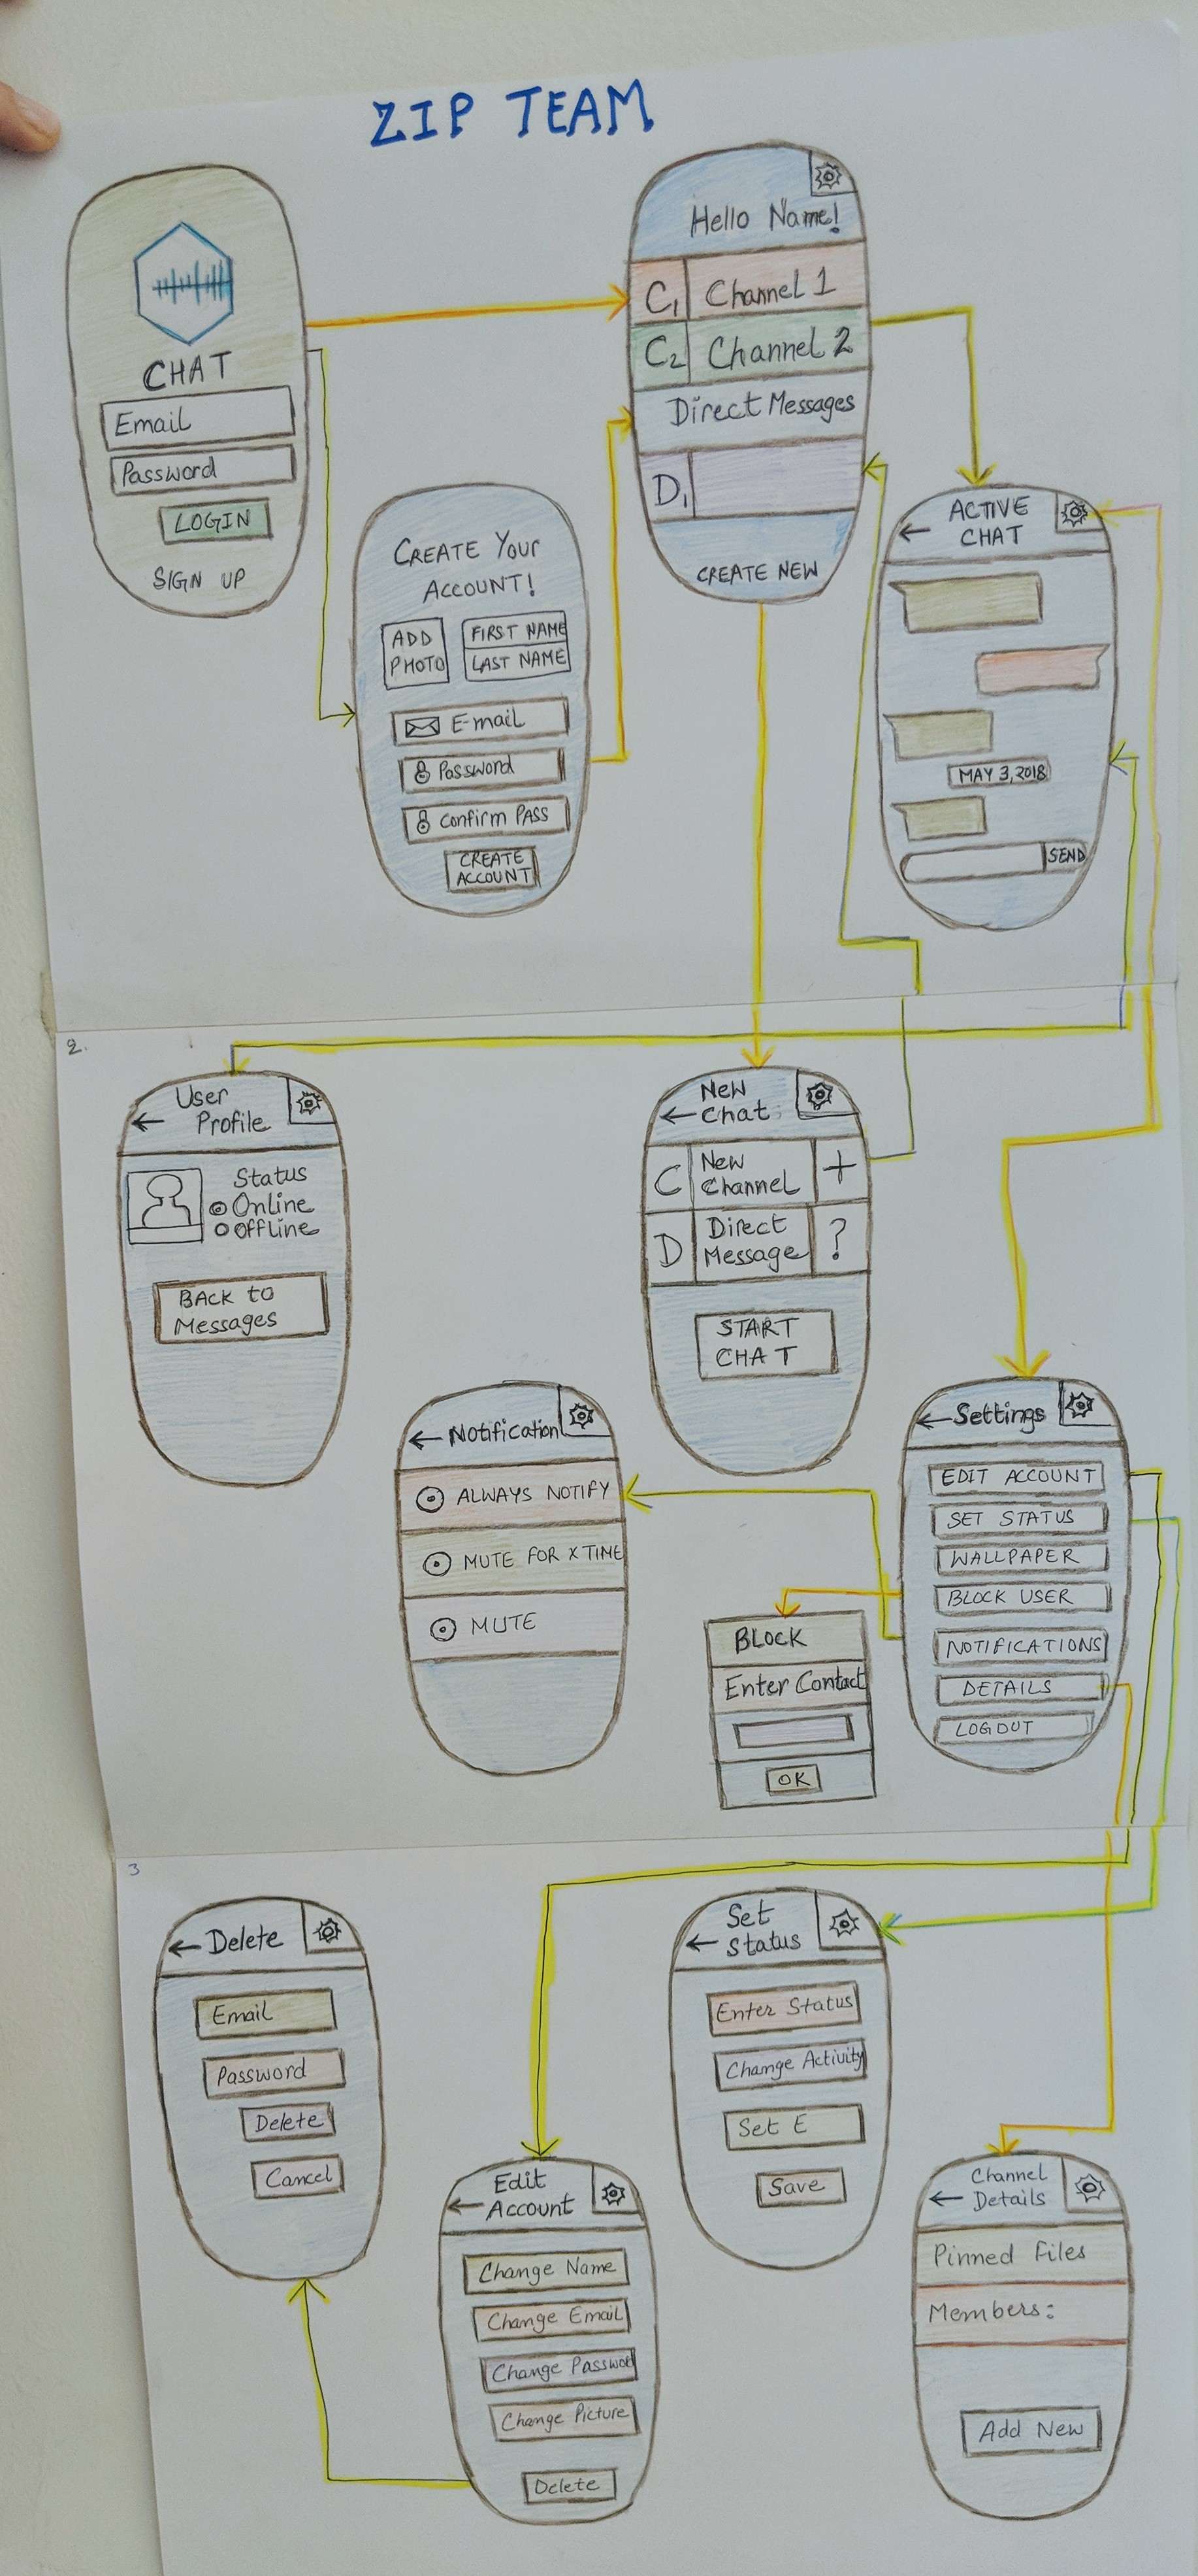 ZIP TEAM
CHAT
Email
Password
LOGIN
SIGN UP
Hello Name!
C1 Channel 1
C2 Channel 2
Direct Messages
D1
CREATE NEW
CREATE YOUR
ACCOUNT!
ADD
PHOTO
FIRST NAME
LAST NAME
E-mail
Password
Confirm PASS
CREATE
ACCOUNT
ACTIVE
CHAT
MAY 3, 2018
SEND
2.
User
Profile
Status
Online
Offline
BACK to
Messages
New
Chat
C New
Channel +
D Direct
Message ?
START
CHAT
Notification
ALWAYS NOTIFY
MUTE FOR X TIME
MUTE
Settings
EDIT ACCOUNT
SET STATUS
WALLPAPER
BLOCK USER
NOTIFICATIONS
DETAILS
LOGOUT
BLOCK
Enter Contact
OK
3
Delete
Email
Password
Delete
Cancel
Set
Status
Enter Status
Change Activity
Set E
Save
Edit
Account
Change Name
Change Email
Change Password
Change Picture
Delete
Channel
Details
Pinned Files
Members:
Add New